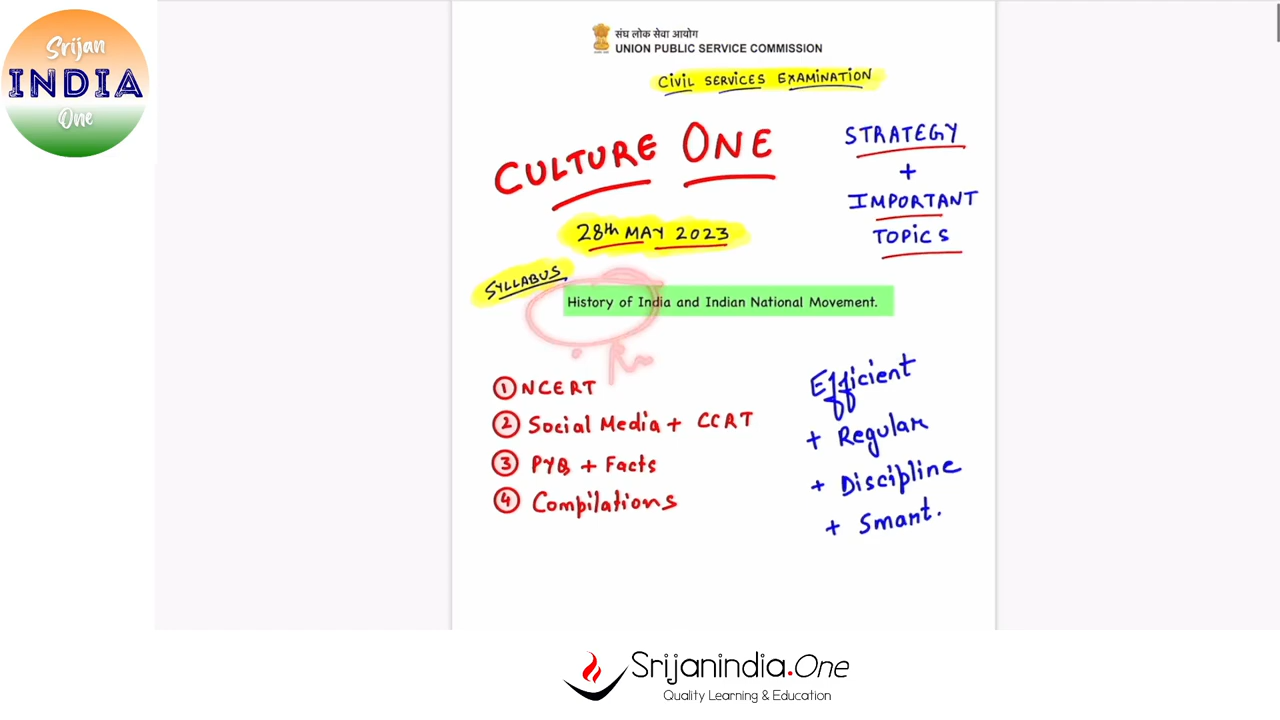 Srijan
INDIA
One
संघ लोक सेवा आयोग
UNION PUBLIC SERVICE COMMISSION
CIVIL SERVICES EXAMINATION
CULTURE ONE
STRATEGY
+
IMPORTANT
TOPICS
28th MAY 2023
SYLLABUS
History of India and Indian National Movement.
① NCERT
② Social Media + CCRT
③ PYQ + Facts
④ Compilations
Efficient
+ Regular
+ Discipline
+ Smart.
Srijanindia.One
Quality Learning & Education